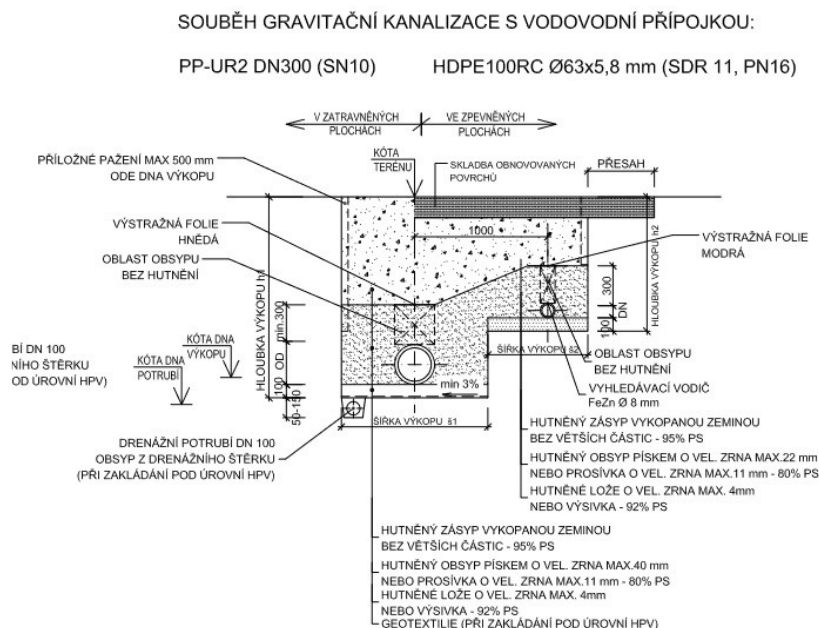 SOUBĚH GRAVITAČNÍ KANALIZACE S VODOVODNÍ PŘÍPOJKOU:
PP-UR2 DN300 (SN10) HDPE100RC Ø63x5,8 mm (SDR 11, PN16)
V ZATRAVNĚNÝCH
PLOCHÁCH
VE ZPEVNĚNÝCH
PLOCHÁCH
PŘÍLOŽNÉ PAŽENÍ MAX 500 mm
ODE DNA VÝKOPU
KÓTA
TERÉNU
SKLADBA OBNOVOVANÝCH
POVRCHŮ
PŘESAH
VÝSTRAŽNÁ FOLIE
HNĚDÁ
1000
VÝSTRAŽNÁ FOLIE
MODRÁ
OBLAST OBSYPU
BEZ HUTNĚNÍ
HLOUBKA VÝKOPU h1
min.300
OD
100
50-150
300
DN
100
HLOUBKA VÝKOPU h2
BÍ DN 100
NÍHO ŠTĚRKU
OD ÚROVNÍ HPV)
KÓTA DNA
POTRUBÍ
KÓTA DNA
VÝKOPU
ŠÍŘKA VÝKOPU š2
OBLAST OBSYPU
BEZ HUTNĚNÍ
min 3%
VYHLEDÁVACÍ VODIČ
FeZn Ø 8 mm
ŠÍŘKA VÝKOPU š1
DRENÁŽNÍ POTRUBÍ DN 100
OBSYP Z DRENÁŽNÍHO ŠTĚRKU
(PŘI ZAKLÁDÁNÍ POD ÚROVNÍ HPV)
HUTNĚNÝ ZÁSYP VYKOPANOU ZEMINOU
BEZ VĚTŠÍCH ČÁSTIC - 95% PS
HUTNĚNÝ OBSYP PÍSKEM O VEL. ZRNA MAX.22 mm
NEBO PROSÍVKA O VEL. ZRNA MAX.11 mm - 80% PS
HUTNĚNÉ LOŽE O VEL. ZRNA MAX. 4mm
NEBO VÝSIVKA - 92% PS
HUTNĚNÝ ZÁSYP VYKOPANOU ZEMINOU
BEZ VĚTŠÍCH ČÁSTIC - 95% PS
HUTNĚNÝ OBSYP PÍSKEM O VEL. ZRNA MAX.40 mm
NEBO PROSÍVKA O VEL. ZRNA MAX.11 mm - 80% PS
HUTNĚNÉ LOŽE O VEL. ZRNA MAX. 4mm
NEBO VÝSIVKA - 92% PS
GEOTEXTILIE (PŘI ZAKLÁDÁNÍ POD ÚROVNÍ HPV)